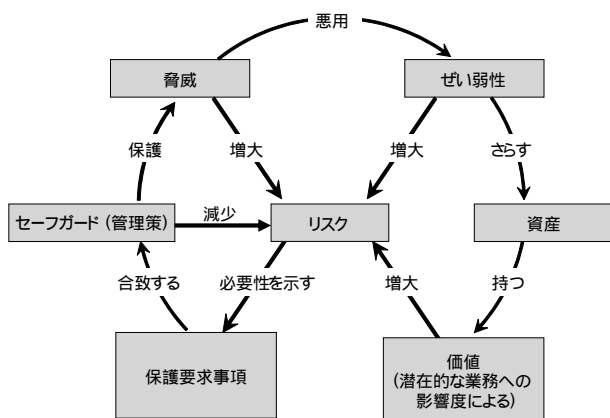 悪用
脅威
ぜい弱性
保護
増大
増大
さらす
セーフガード(管理策)
減少
リスク
資産
合致する
必要性を示す
増大
持つ
保護要求事項
価値
(潜在的な業務への
影響度による)